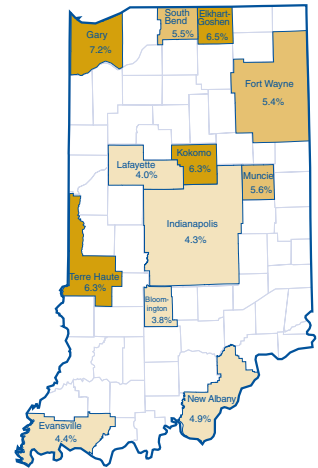 South
Bend
5.5%
Elkhart-
Goshen
6.5%
Gary
7.2%
Fort Wayne
5.4%
Lafayette
4.0%
Kokomo
6.3%
Muncie
5.6%
Indianapolis
4.3%
Terre Haute
6.3%
Bloom-
ington
3.8%
New Albany
4.9%
Evansville
4.4%